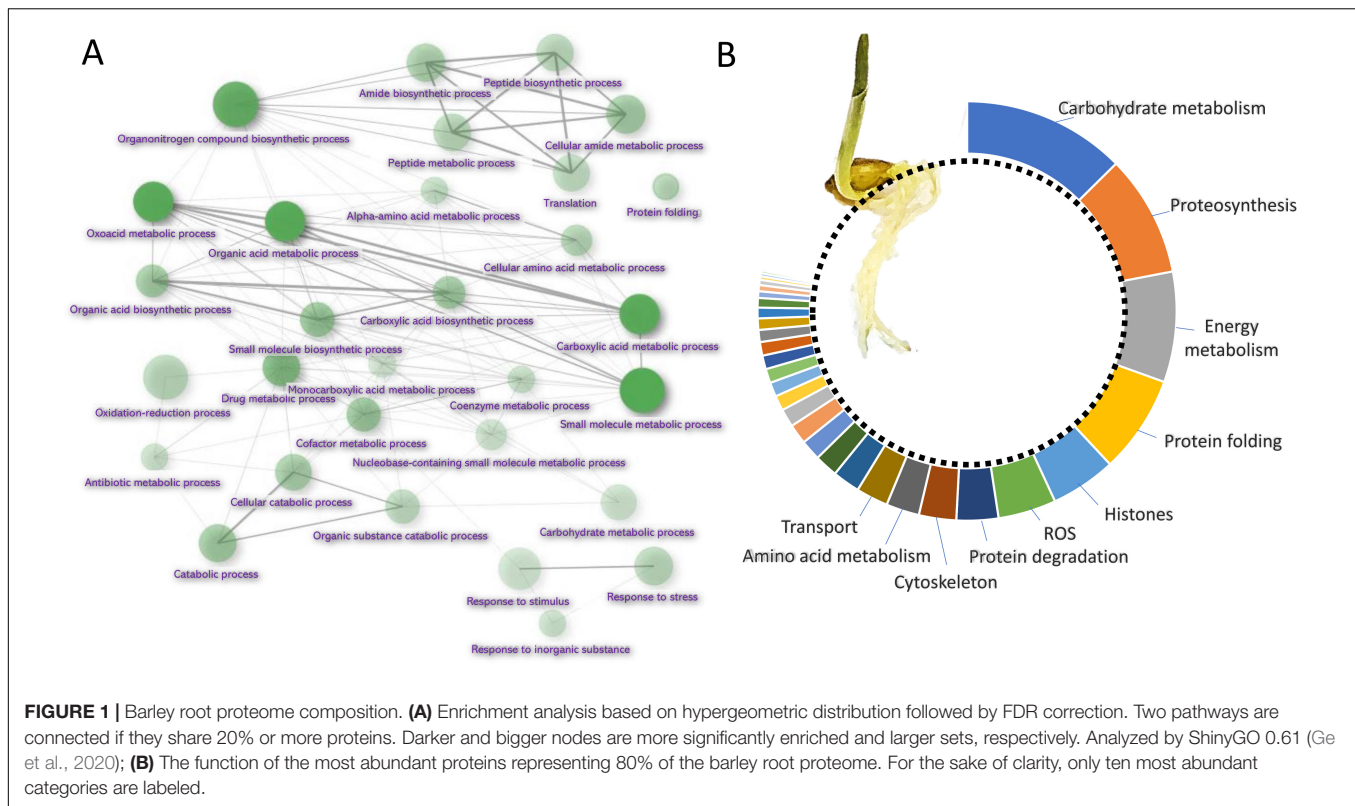 A
Peptide biosynthetic process
Amide biosynthetic process
Organonitrogen compound biosynthetic process
Cellular amide metabolic process
Peptide metabolic process
Translation
Protein folding
Alpha-amino acid metabolic process
Oxoacid metabolic process
Organic acid metabolic process
Cellular amino acid metabolic process
Organic acid biosynthetic process
Carboxylic acid biosynthetic process
Small molecule biosynthetic process
Carboxylic acid metabolic process
Monocarboxylic acid metabolic process
Drug metabolic process
Coenzyme metabolic process
Oxidation-reduction process
Small molecule metabolic process
Cofactor metabolic process
Nucleobase-containing small molecule metabolic process
Antibiotic metabolic process
Cellular catabolic process
Organic substance catabolic process
Carbohydrate metabolic process
Catabolic process
Response to stimulus
Response to stress
Response to inorganic substance
B
Carbohydrate metabolism
Proteosynthesis
Energy
metabolism
Protein folding
Histones
ROS
Protein degradation
Cytoskeleton
Amino acid metabolism
Transport
FIGURE 1 | Barley root proteome composition. (A) Enrichment analysis based on hypergeometric distribution followed by FDR correction. Two pathways are
connected if they share 20% or more proteins. Darker and bigger nodes are more significantly enriched and larger sets, respectively. Analyzed by ShinyGO 0.61 (Ge
et al., 2020); (B) The function of the most abundant proteins representing 80% of the barley root proteome. For the sake of clarity, only ten most abundant
categories are labeled.